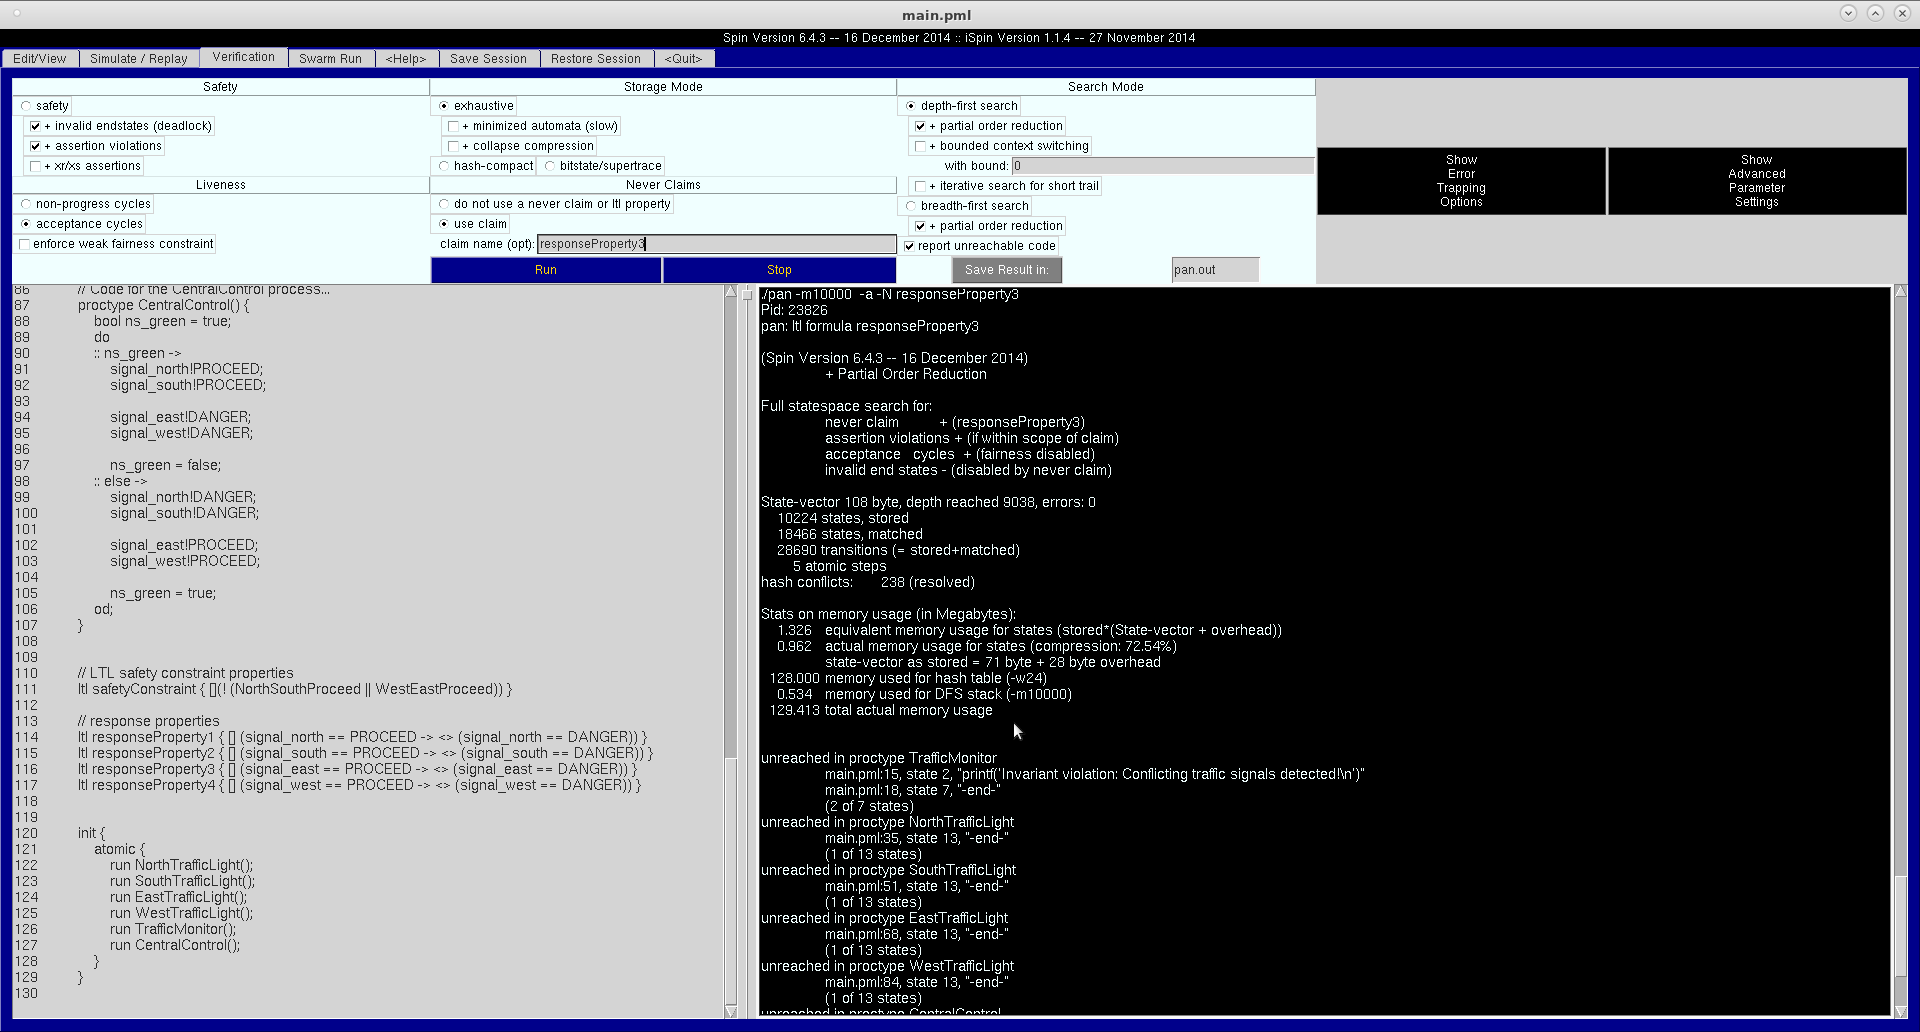 main.pml
Spin Version 6.4.3 -- 16 December 2014 :: iSpin Version 1.1.4 -- 27 November 2014
Edit/View
Simulate / Replay
Verification
Swarm Run
<Help>
Save Session
Restore Session
<Quit>
Safety
safety
+ invalid endstates (deadlock)
+ assertion violations
+ xr/xs assertions
Liveness
non-progress cycles
acceptance cycles
enforce weak fairness constraint
Storage Mode
exhaustive
+ minimized automata (slow)
+ collapse compression
hash-compact
bitstate/supertrace
Never Claims
do not use a never claim or ltl property
use claim
claim name (opt): responseProperty3
Run
Stop
Search Mode
depth-first search
+ partial order reduction
+ bounded context switching
with bound: 0
+ iterative search for short trail
breadth-first search
+ partial order reduction
report unreachable code
Save Result in:
pan.out
Show
Error
Trapping
Options
Show
Advanced
Parameter
Settings
86 // Code for the CentralControl process...
87 proctype CentralControl() {
88 bool ns_green = true;
89 do
90 :: ns_green ->
91 signal_north!PROCEED;
92 signal_south!PROCEED;
93
94 signal_east!DANGER;
95 signal_west!DANGER;
96
97 ns_green = false;
98 :: else ->
99 signal_north!DANGER;
100 signal_south!DANGER;
101
102 signal_east!PROCEED;
103 signal_west!PROCEED;
104
105 ns_green = true;
106 od;
107 }
108
109
110 // LTL safety constraint properties
111 ltl safetyConstraint { [](! (NorthSouthProceed || WestEastProceed)) }
112
113 // response properties
114 ltl responseProperty1 { [] (signal_north == PROCEED -> <> (signal_north == DANGER)) }
115 ltl responseProperty2 { [] (signal_south == PROCEED -> <> (signal_south == DANGER)) }
116 ltl responseProperty3 { [] (signal_east == PROCEED -> <> (signal_east == DANGER)) }
117 ltl responseProperty4 { [] (signal_west == PROCEED -> <> (signal_west == DANGER)) }
118
119
120 init {
121 atomic {
122 run NorthTrafficLight();
123 run SouthTrafficLight();
124 run EastTrafficLight();
125 run WestTrafficLight();
126 run TrafficMonitor();
127 run CentralControl();
128 }
129 }
130
./pan -m10000 -a -N responseProperty3
Pid: 23826
pan: ltl formula responseProperty3
(Spin Version 6.4.3 -- 16 December 2014)
+ Partial Order Reduction
Full statespace search for:
never claim + (responseProperty3)
assertion violations + (if within scope of claim)
acceptance cycles + (fairness disabled)
invalid end states - (disabled by never claim)
State-vector 108 byte, depth reached 9038, errors: 0
10224 states, stored
18466 states, matched
28690 transitions (= stored+matched)
5 atomic steps
hash conflicts: 238 (resolved)
Stats on memory usage (in Megabytes):
1.326 equivalent memory usage for states (stored*(State-vector + overhead))
0.962 actual memory usage for states (compression: 72.54%)
state-vector as stored = 71 byte + 28 byte overhead
128.000 memory used for hash table (-w24)
0.534 memory used for DFS stack (-m10000)
129.413 total actual memory usage
unreached in proctype TrafficMonitor
main.pml:15, state 2, "printf('Invariant violation: Conflicting traffic signals detected!\n')"
main.pml:18, state 7, "-end-"
(2 of 7 states)
unreached in proctype NorthTrafficLight
main.pml:35, state 13, "-end-"
(1 of 13 states)
unreached in proctype SouthTrafficLight
main.pml:51, state 13, "-end-"
(1 of 13 states)
unreached in proctype EastTrafficLight
main.pml:68, state 13, "-end-"
(1 of 13 states)
unreached in proctype WestTrafficLight
main.pml:84, state 13, "-end-"
(1 of 13 states)
unreached in proctype CentralControl